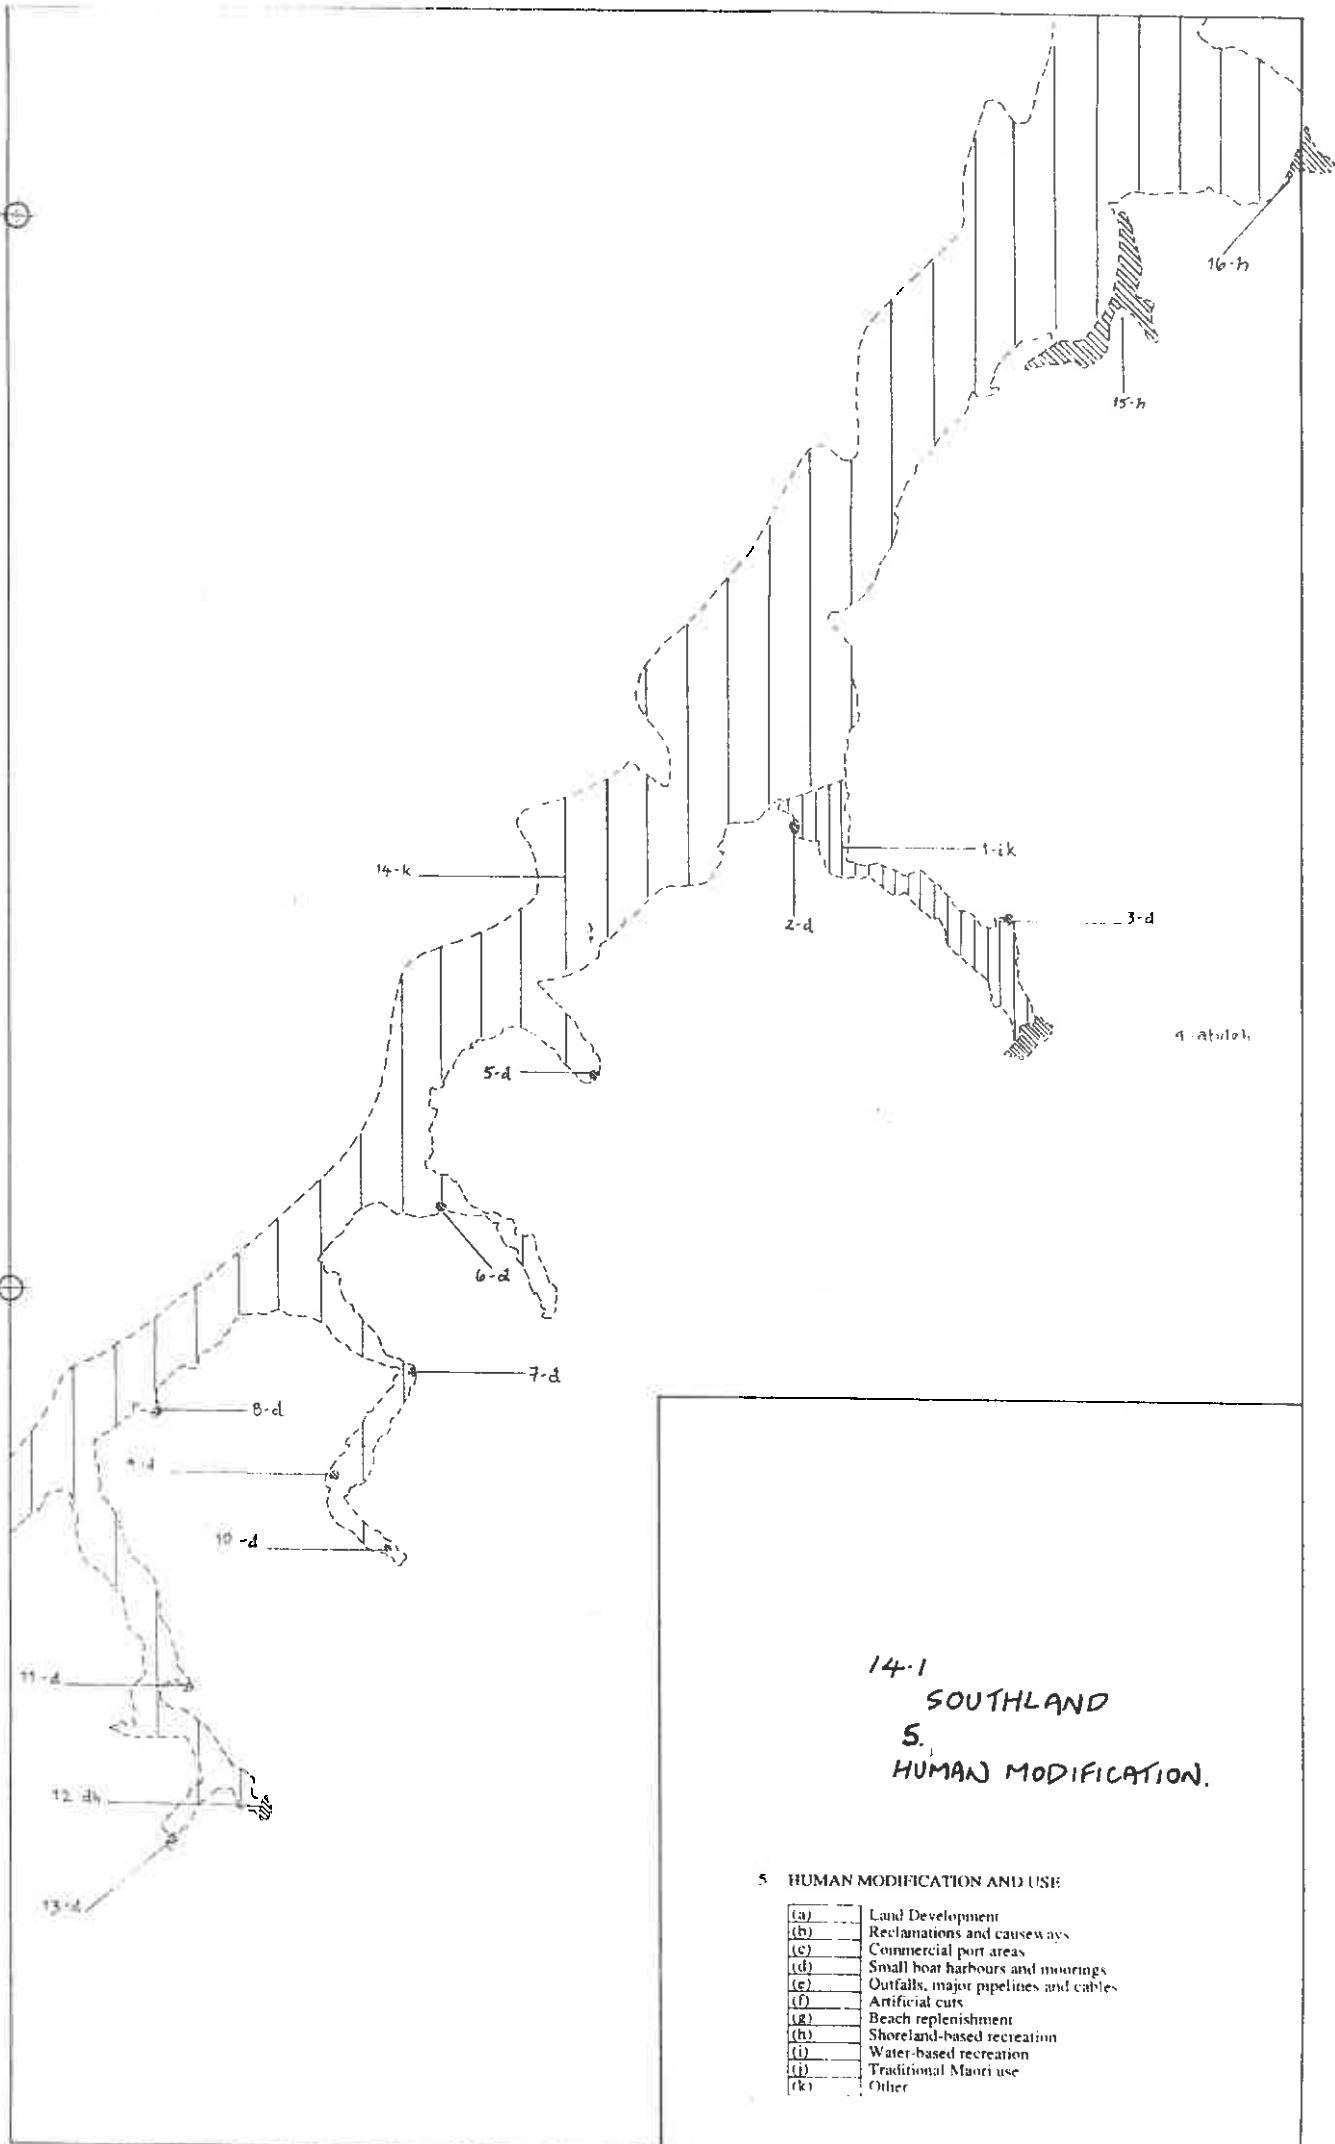 16-h
15-h
1-ik
14-k
2-d
3-d
5-d
6-d
7-d
8-d
9-d
10-d
11-d
12 dh
13-d
14.1
SOUTHLAND
5.
HUMAN MODIFICATION.
5 HUMAN MODIFICATION AND USE
(a) Land Development
(b) Reclamations and causeways
(c) Commercial port areas
(d) Small boat harbours and moorings
(e) Outfalls, major pipelines and cables
(f) Artificial cuts
(g) Beach replenishment
(h) Shoreland-based recreation
(i) Water-based recreation
(j) Traditional Maori use
(k) Other